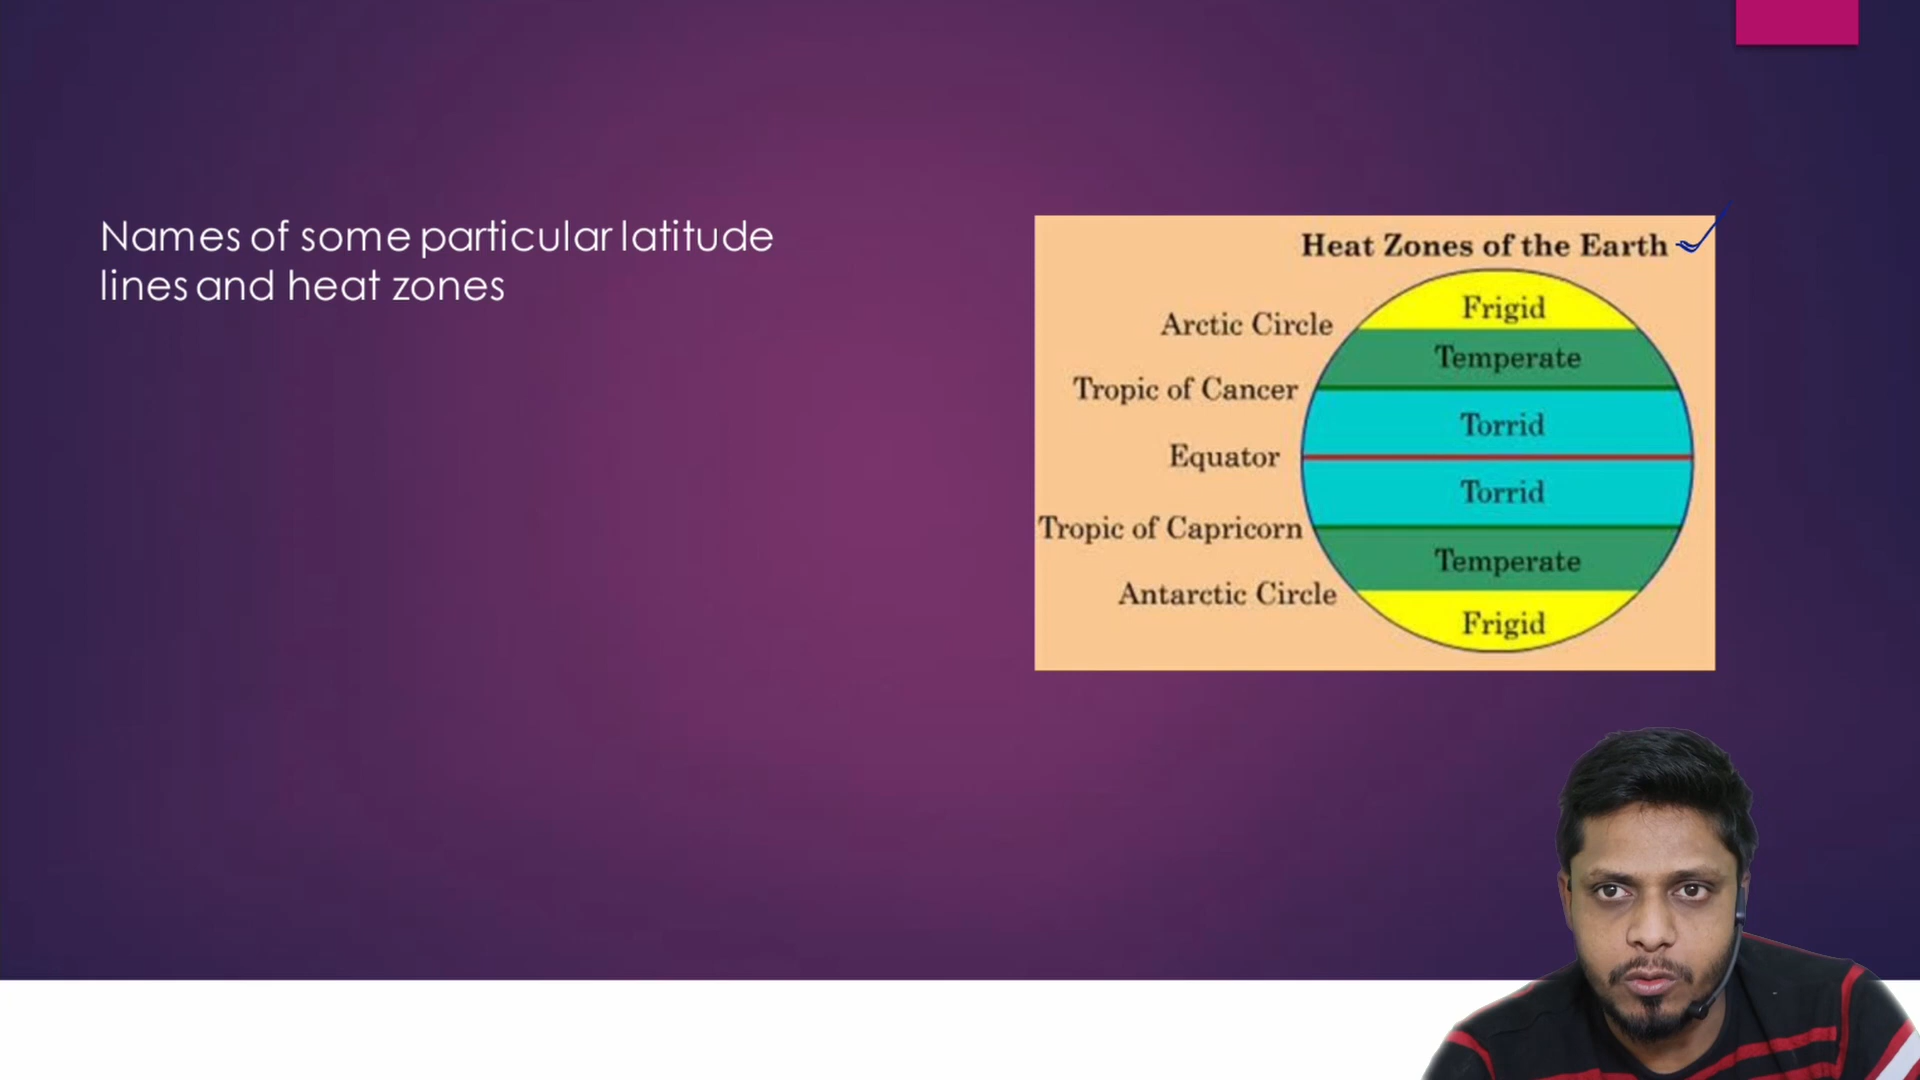 Names of some particular latitude
lines and heat zones
Heat Zones of the Earth
Frigid
Arctic Circle
Temperate
Tropic of Cancer
Torrid
Equator
Torrid
Tropic of Capricorn
Temperate
Antarctic Circle
Frigid